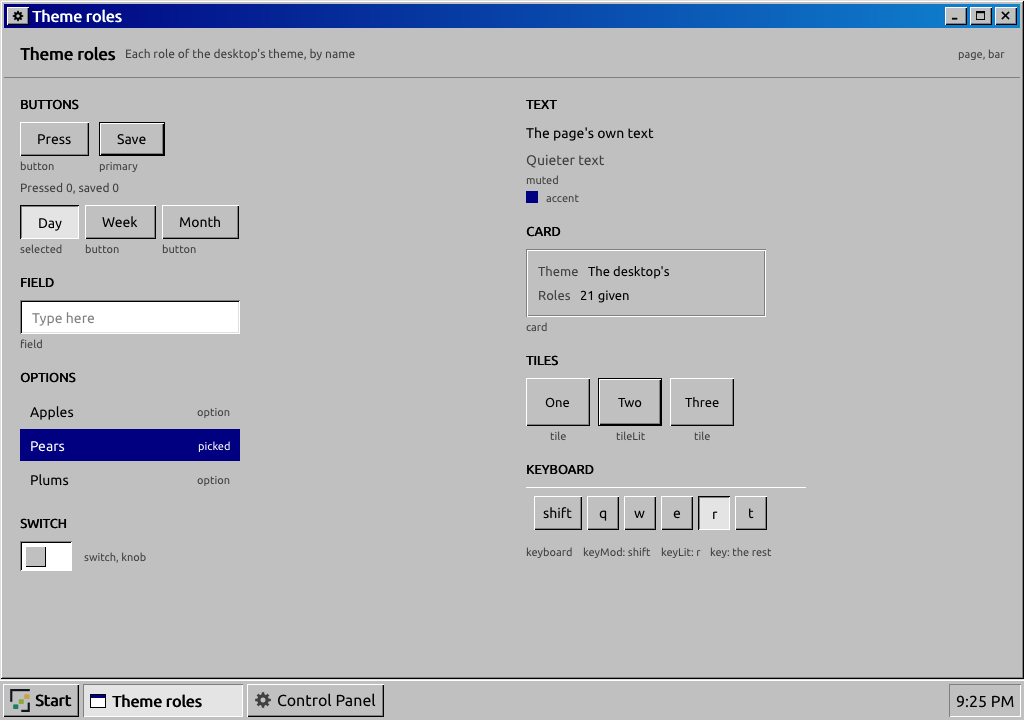 Theme roles
Theme roles Each role of the desktop's theme, by name
page, bar
BUTTONS
Press Save
button primary
Pressed 0, saved 0
Day Week Month
selected button button
FIELD
Type here
field
OPTIONS
Apples option
Pears picked
Plums option
SWITCH
switch, knob
TEXT
The page's own text
Quieter text
muted
accent
CARD
Theme The desktop's
Roles 21 given
card
TILES
One Two Three
tile tileLit tile
KEYBOARD
shift q w e r t
keyboard keyMod: shift keyLit: r key: the rest
Start Theme roles Control Panel 9:25 PM